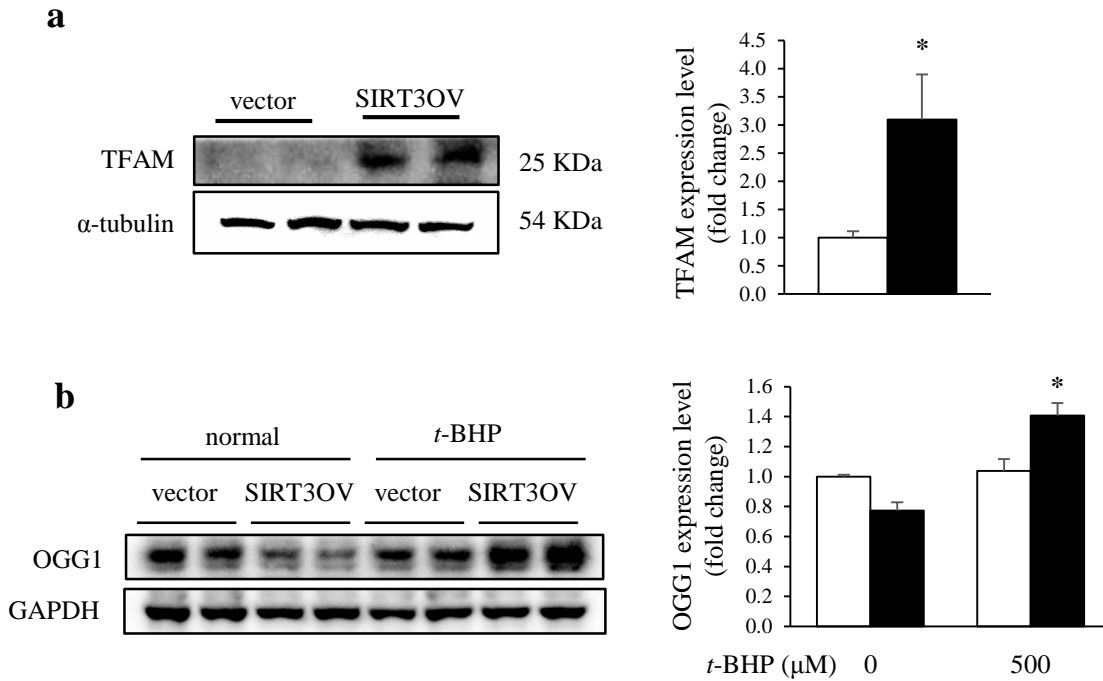 a
vector SIRT3OV
TFAM 25 KDa
α-tubulin 54 KDa
TFAM expression level
(fold change)
4.5
4.0
3.5
3.0
2.5
2.0
1.5
1.0
0.5
0.0
*
b
normal t-BHP
vector SIRT3OV vector SIRT3OV
OGG1
GAPDH
OGG1 expression level
(fold change)
1.6
1.4
1.2
1.0
0.8
0.6
0.4
0.2
0.0
*
t-BHP (μM) 0 500